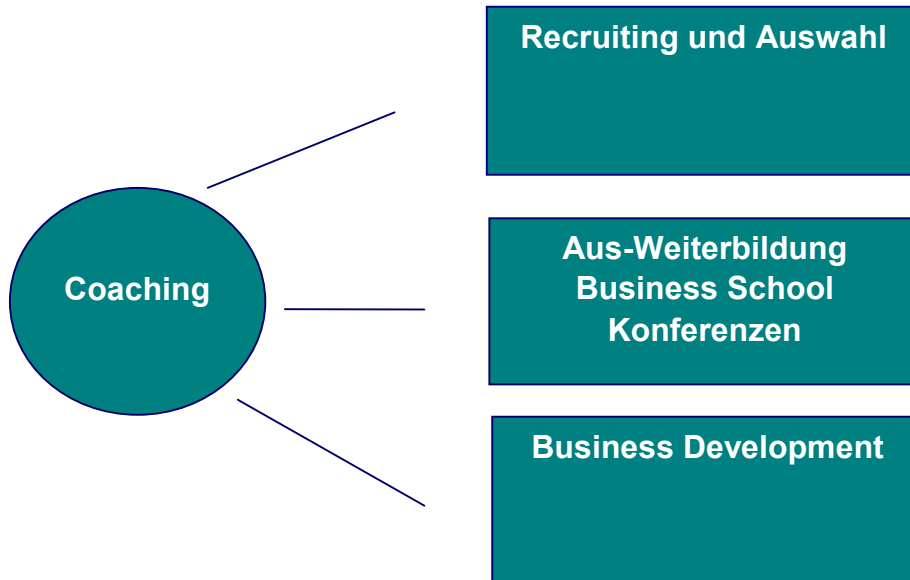 Coaching
Recruiting und Auswahl
Aus-Weiterbildung
Business School
Konferenzen
Business Development